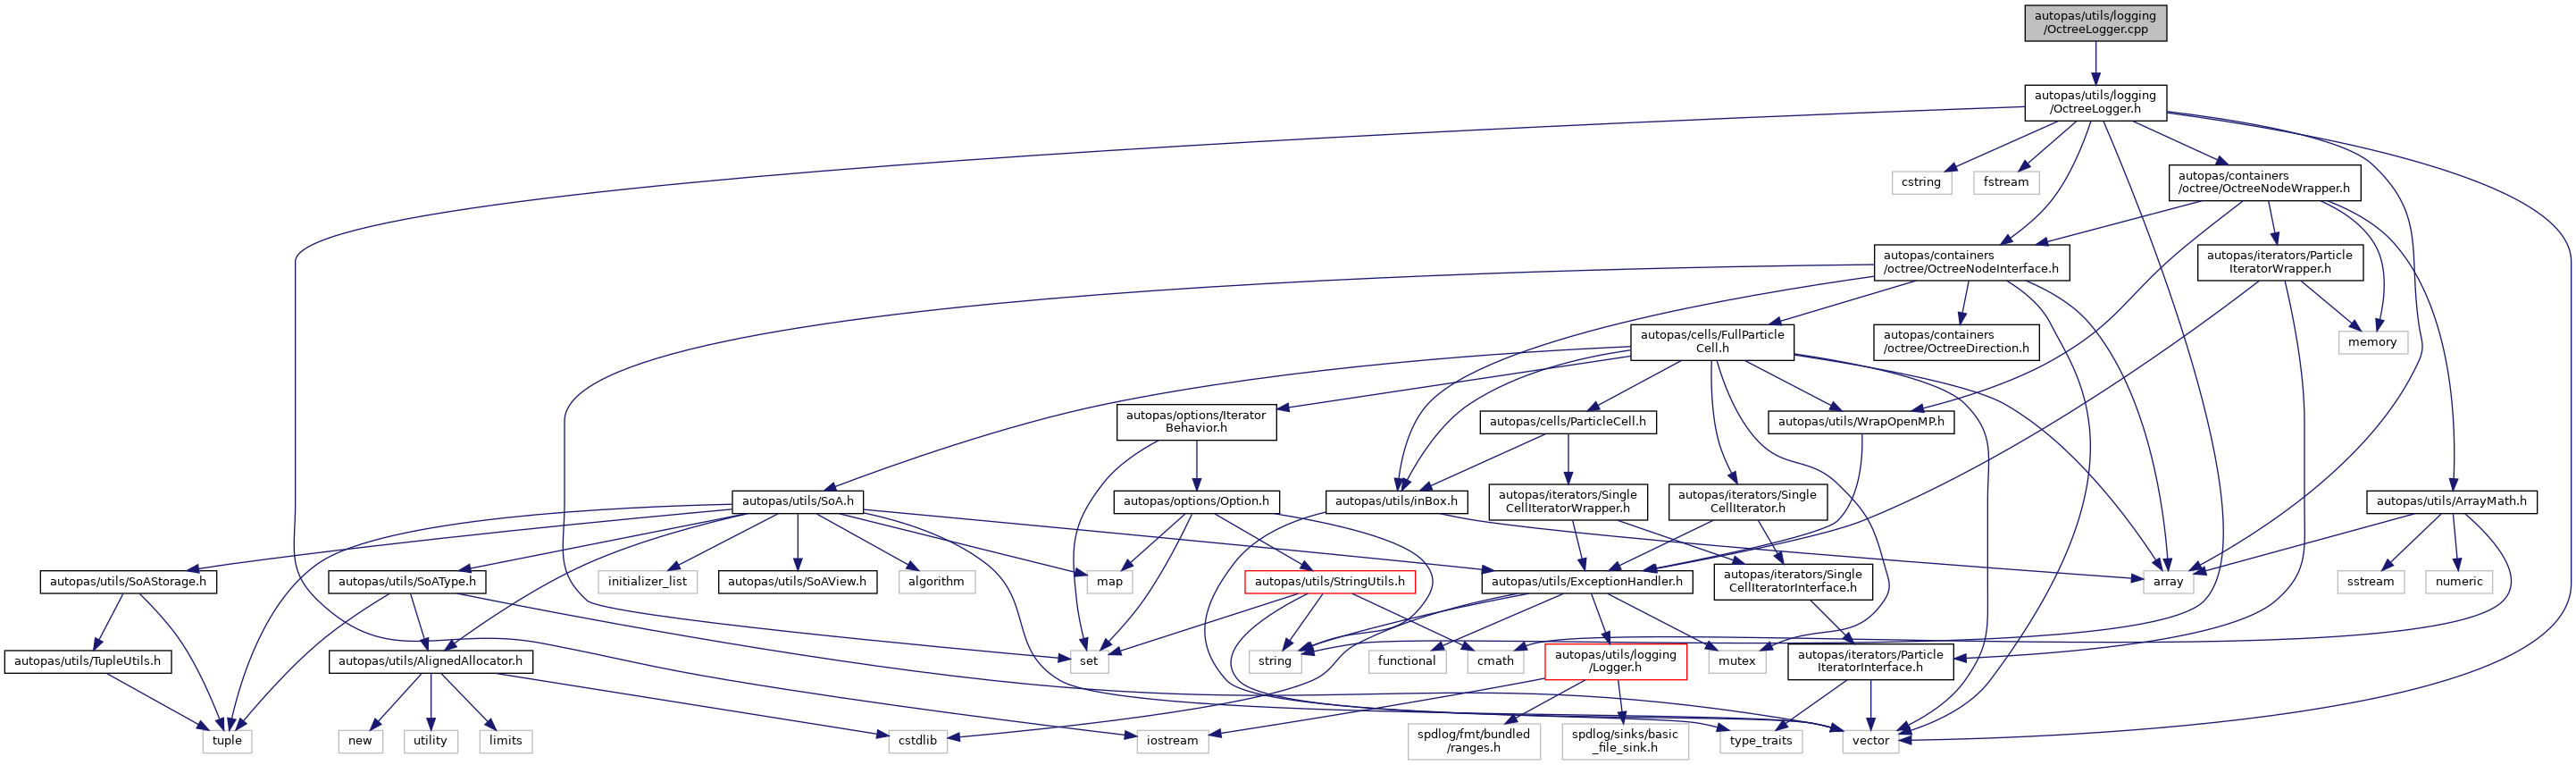 autopas/utils/logging
/OctreeLogger.cpp
autopas/utils/logging
/OctreeLogger.h
cstring
fstream
autopas/containers
/octree/OctreeNodeWrapper.h
autopas/containers
/octree/OctreeNodeInterface.h
autopas/iterators/Particle
IteratorWrapper.h
autopas/cells/FullParticle
Cell.h
autopas/containers
/octree/OctreeDirection.h
memory
autopas/options/Iterator
Behavior.h
autopas/cells/ParticleCell.h
autopas/utils/WrapOpenMP.h
autopas/utils/SoA.h
autopas/options/Option.h
autopas/utils/inBox.h
autopas/iterators/Single
CellIteratorWrapper.h
autopas/iterators/Single
CellIterator.h
autopas/utils/ArrayMath.h
autopas/utils/SoAStorage.h
autopas/utils/SoAType.h
initializer_list
autopas/utils/SoAView.h
algorithm
map
autopas/utils/StringUtils.h
autopas/utils/ExceptionHandler.h
autopas/iterators/Single
CellIteratorInterface.h
array
sstream
numeric
autopas/utils/TupleUtils.h
autopas/utils/AlignedAllocator.h
set
string
functional
cmath
autopas/utils/logging
/Logger.h
mutex
autopas/iterators/Particle
IteratorInterface.h
tuple
new
utility
limits
cstdlib
iostream
spdlog/fmt/bundled
/ranges.h
spdlog/sinks/basic
_file_sink.h
type_traits
vector